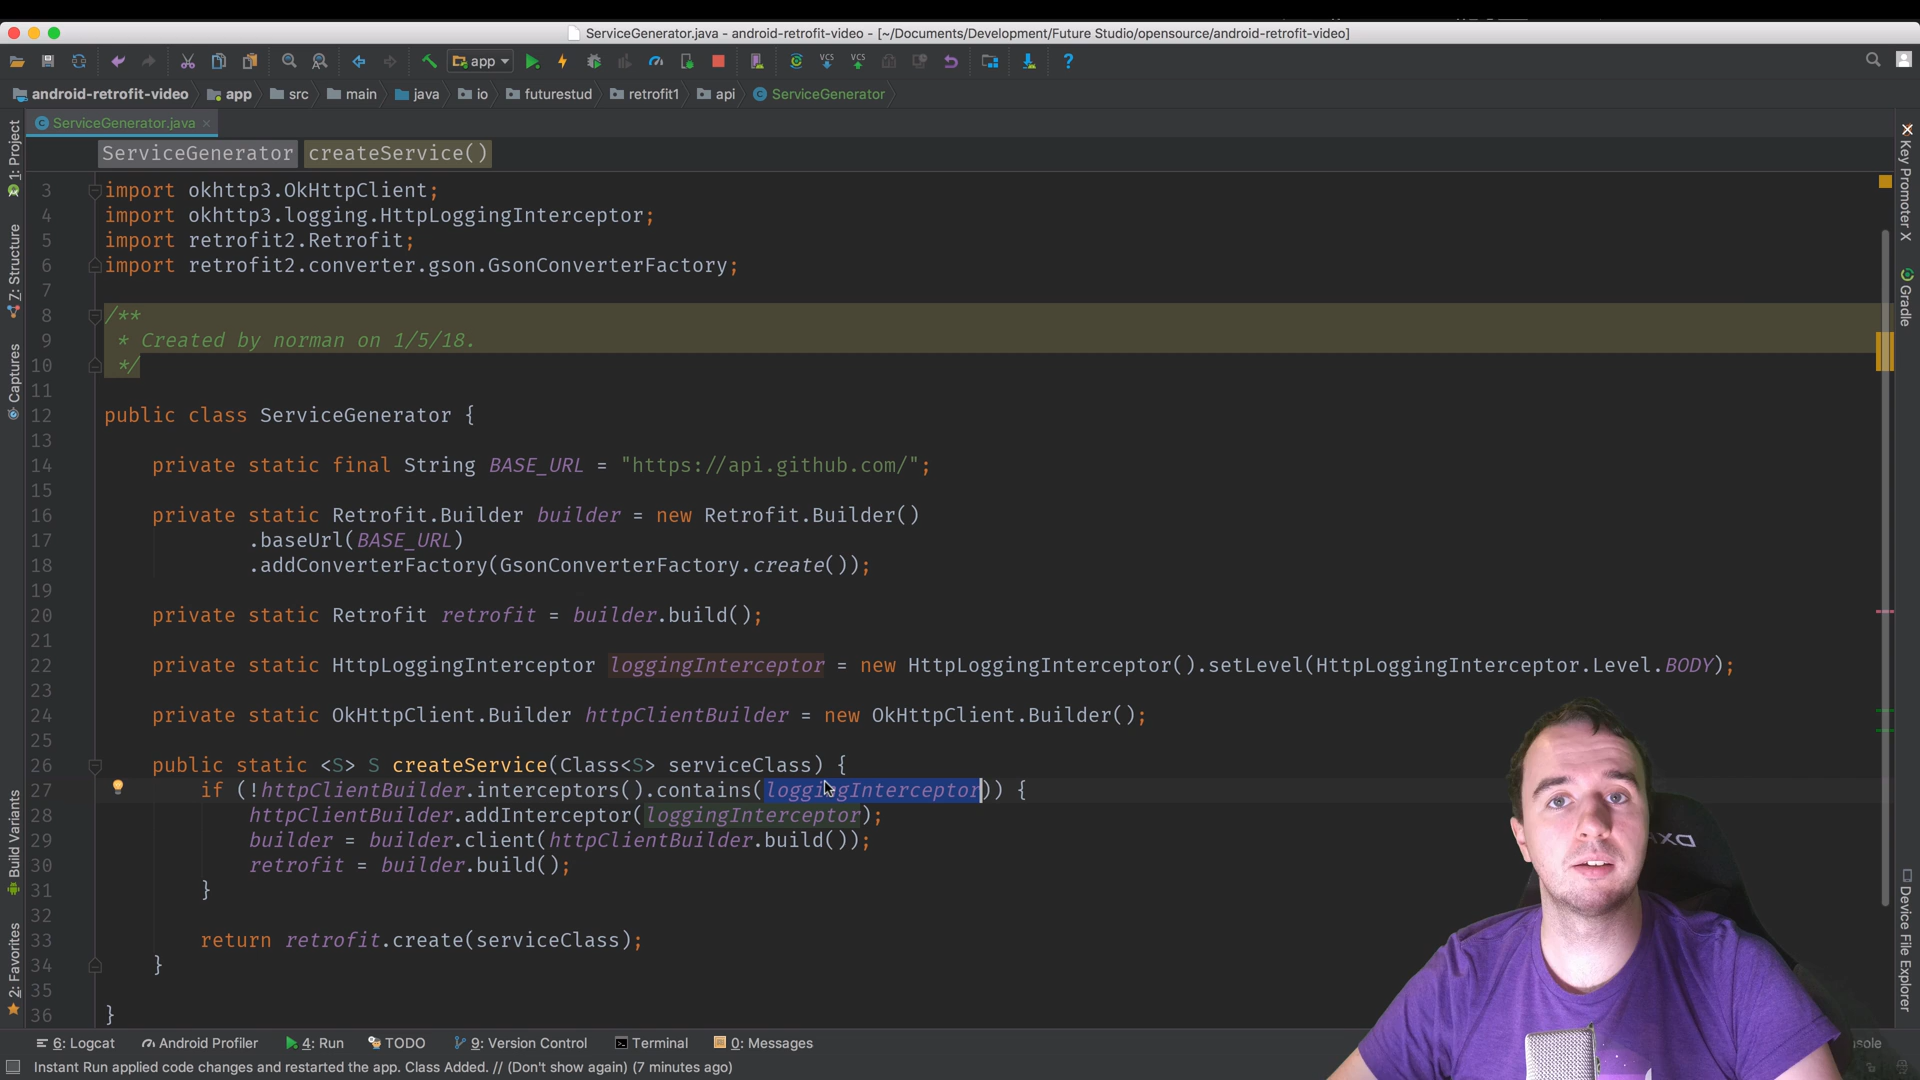 ServiceGenerator.java - android-retrofit-video - [~/Documents/Development/Future Studio/opensource/android-retrofit-video]
app
VCS VCS
android-retrofit-video app src main java io futurestud retrofit1 api ServiceGenerator
ServiceGenerator.java
ServiceGenerator createService()
3 import okhttp3.OkHttpClient;
4 import okhttp3.logging.HttpLoggingInterceptor;
5 import retrofit2.Retrofit;
6 import retrofit2.converter.gson.GsonConverterFactory;
7
8 /**
9 * Created by norman on 1/5/18.
10 */
11
12 public class ServiceGenerator {
13
14 private static final String BASE_URL = "https://api.github.com/";
15
16 private static Retrofit.Builder builder = new Retrofit.Builder()
17 .baseUrl(BASE_URL)
18 .addConverterFactory(GsonConverterFactory.create());
19
20 private static Retrofit retrofit = builder.build();
21
22 private static HttpLoggingInterceptor loggingInterceptor = new HttpLoggingInterceptor().setLevel(HttpLoggingInterceptor.Level.BODY);
23
24 private static OkHttpClient.Builder httpClientBuilder = new OkHttpClient.Builder();
25
26 public static <S> S createService(Class<S> serviceClass) {
27 if (!httpClientBuilder.interceptors().contains(loggingInterceptor)) {
28 httpClientBuilder.addInterceptor(loggingInterceptor);
29 builder = builder.client(httpClientBuilder.build());
30 retrofit = builder.build();
31 }
32
33 return retrofit.create(serviceClass);
34 }
35
36 }
1: Project
Z: Structure
Captures
Build Variants
2: Favorites
Key Promoter X
Gradle
Device File Explorer
6: Logcat Android Profiler 4: Run TODO 9: Version Control Terminal 0: Messages
Instant Run applied code changes and restarted the app. Class Added. // (Don't show again) (7 minutes ago)